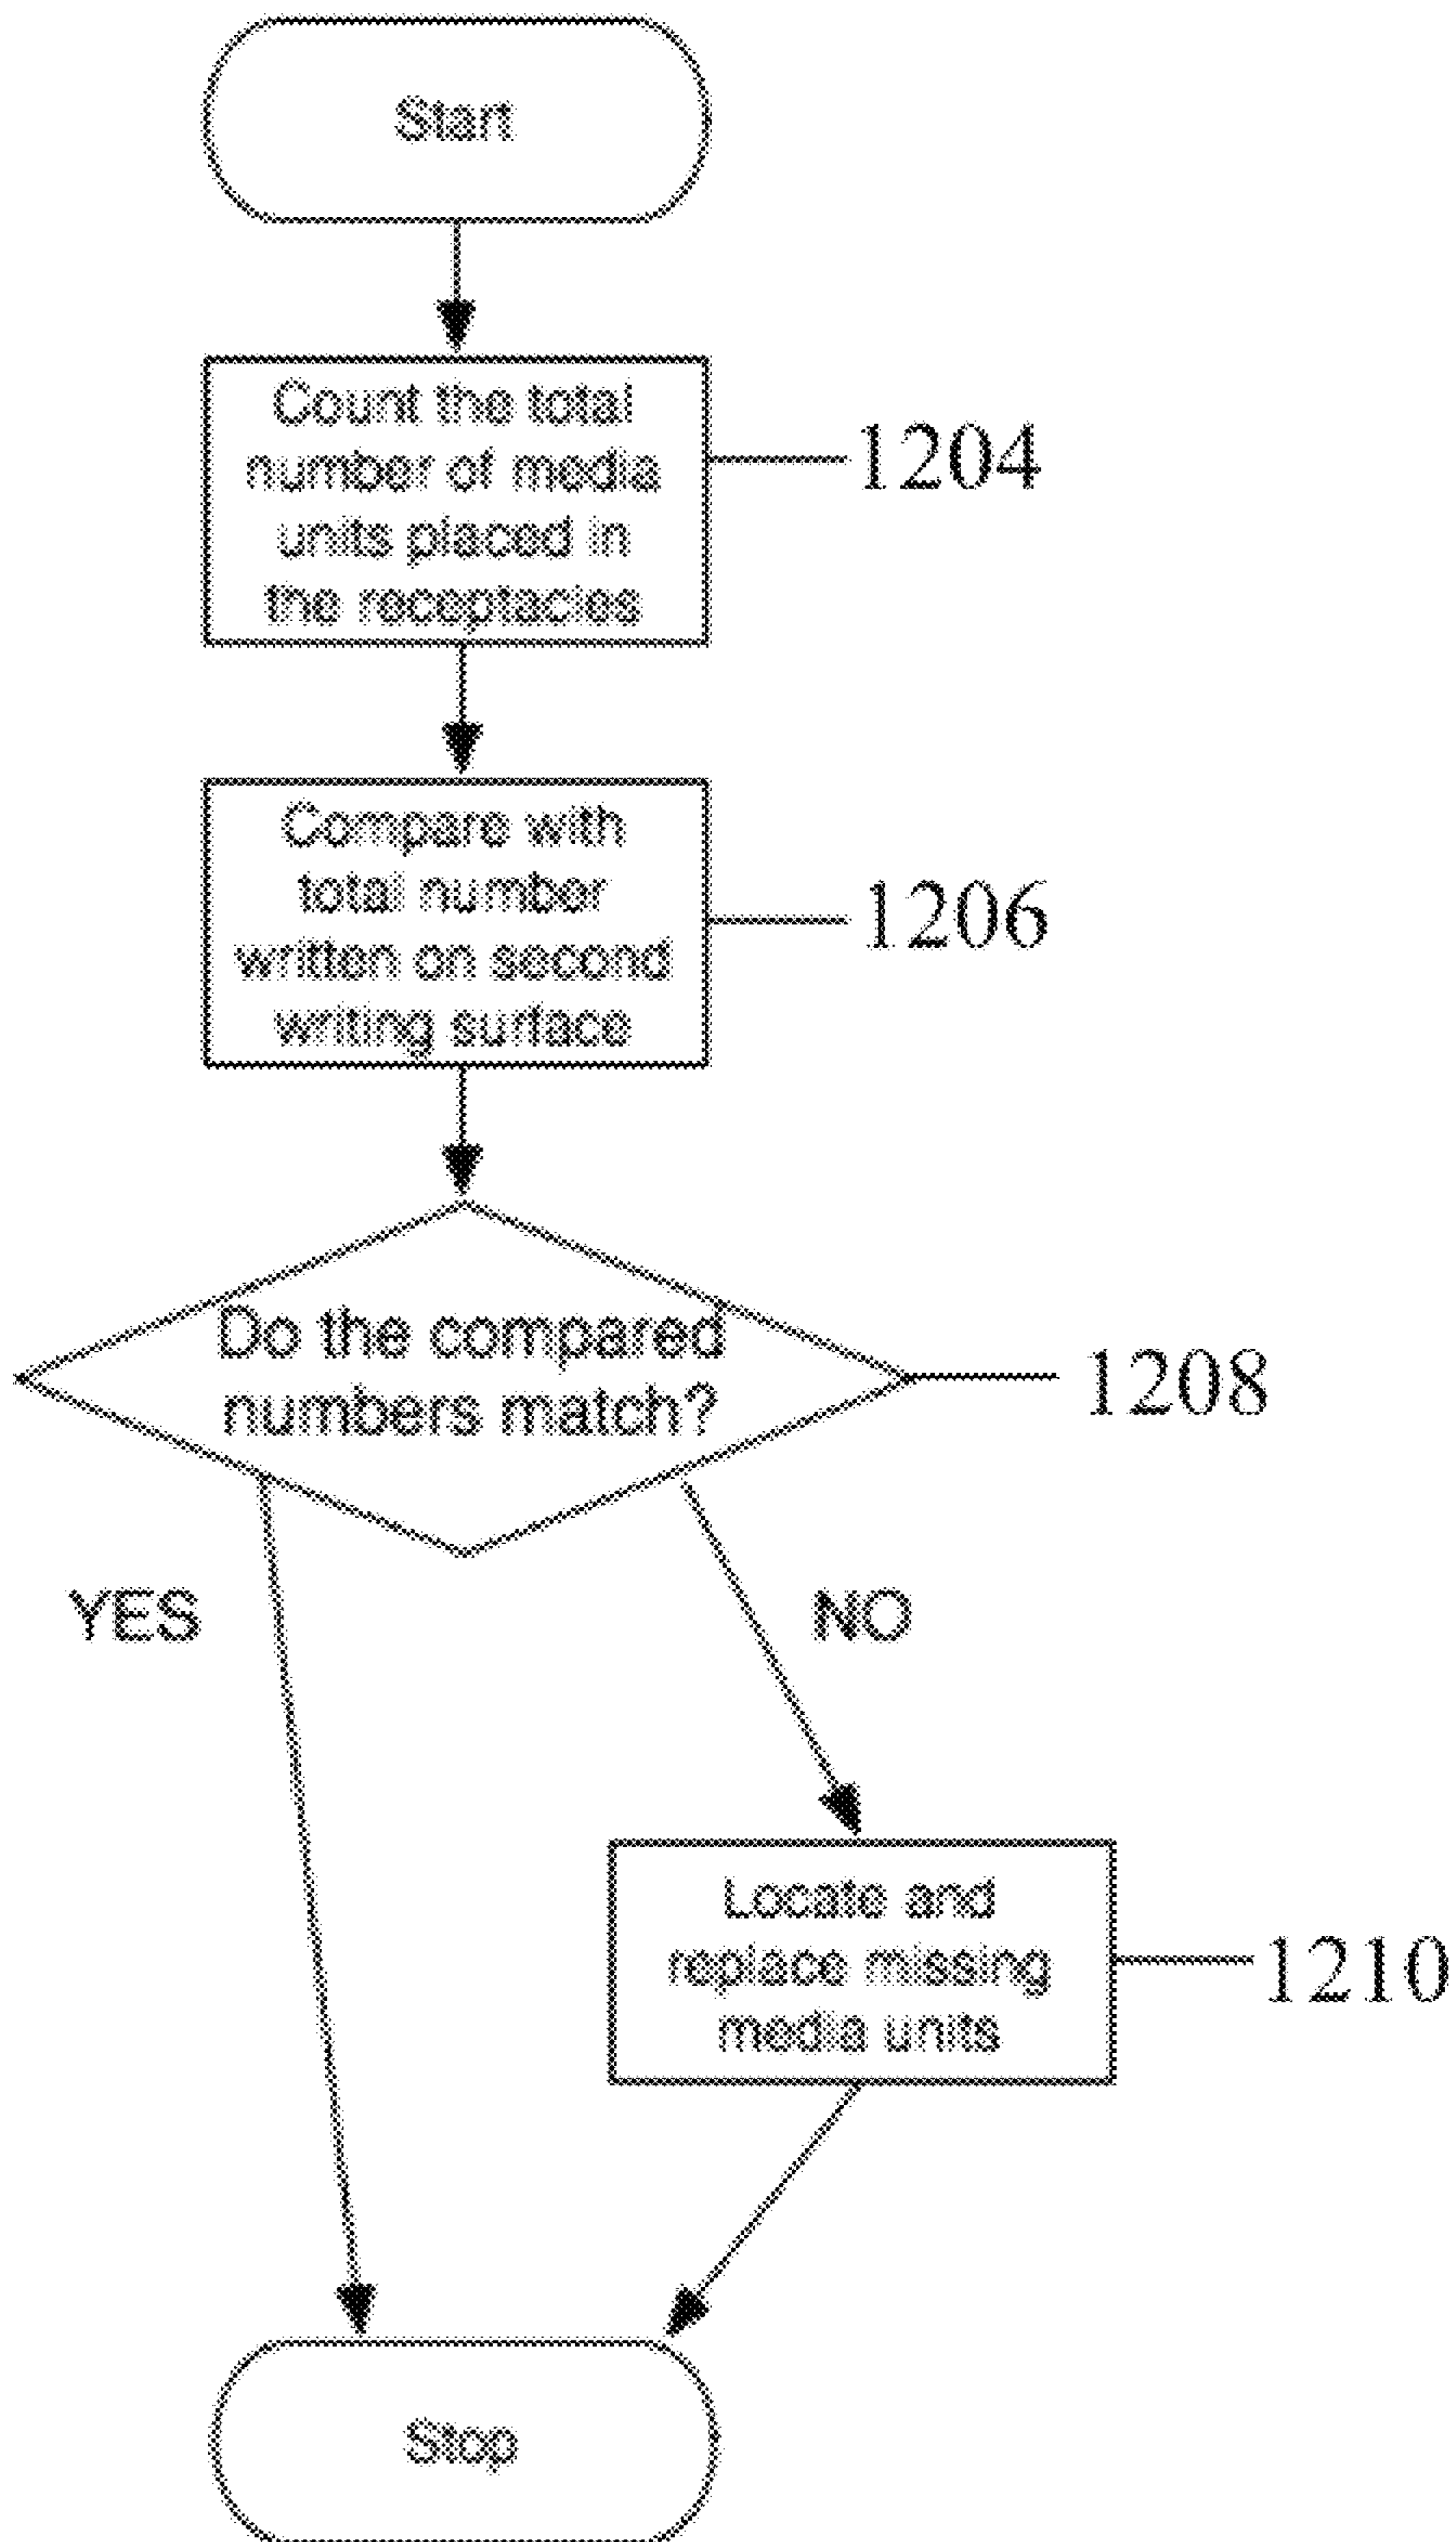 Start
Count the total
number of media
units placed in
the receptacles
1204
Compare with
total number
written on second
writing surface
1206
Do the compared
numbers match?
1208
YES
NO
Locate and
replace missing
media units
1210
Stop